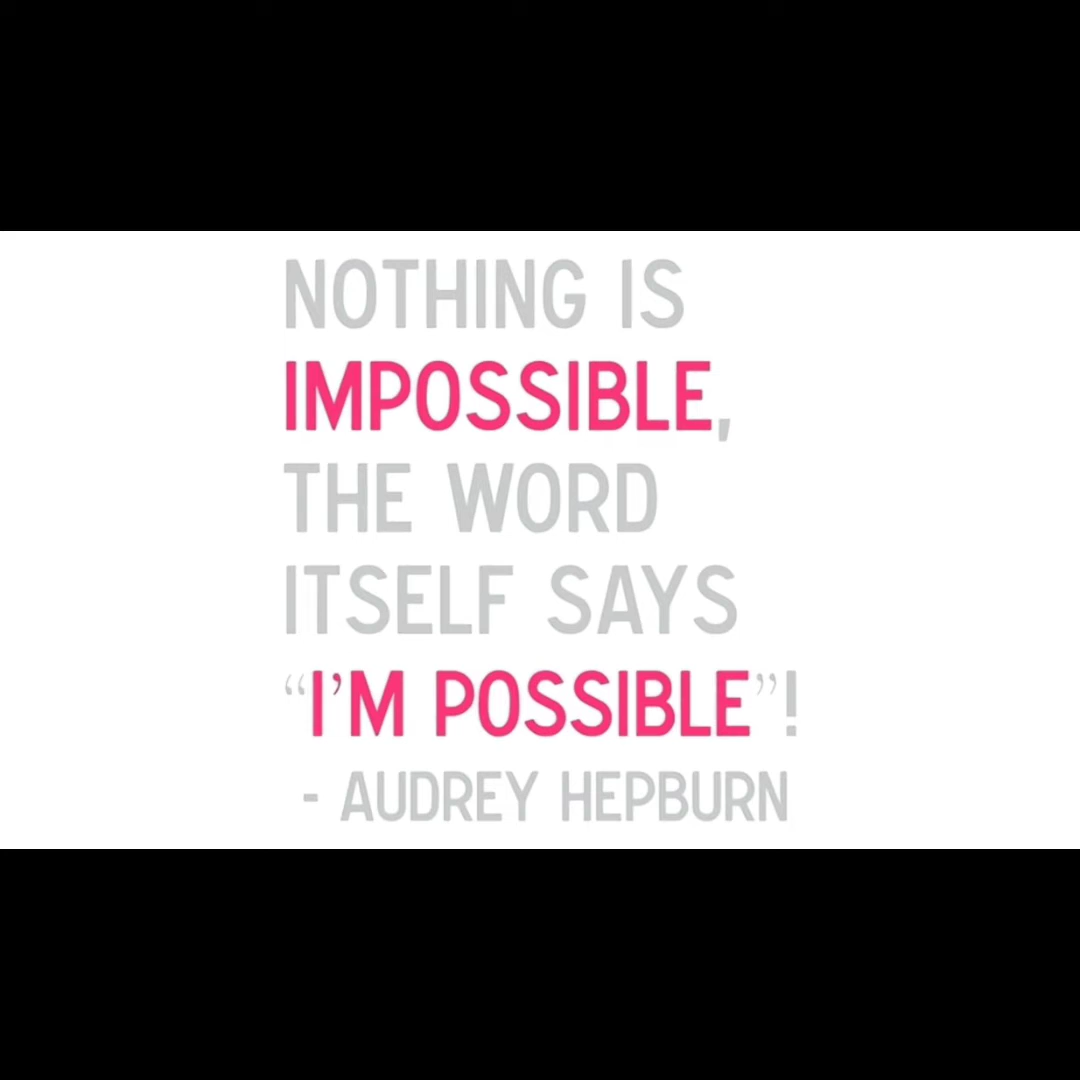 NOTHING IS
IMPOSSIBLE,
THE WORD
ITSELF SAYS
“I’M POSSIBLE”!
- AUDREY HEPBURN